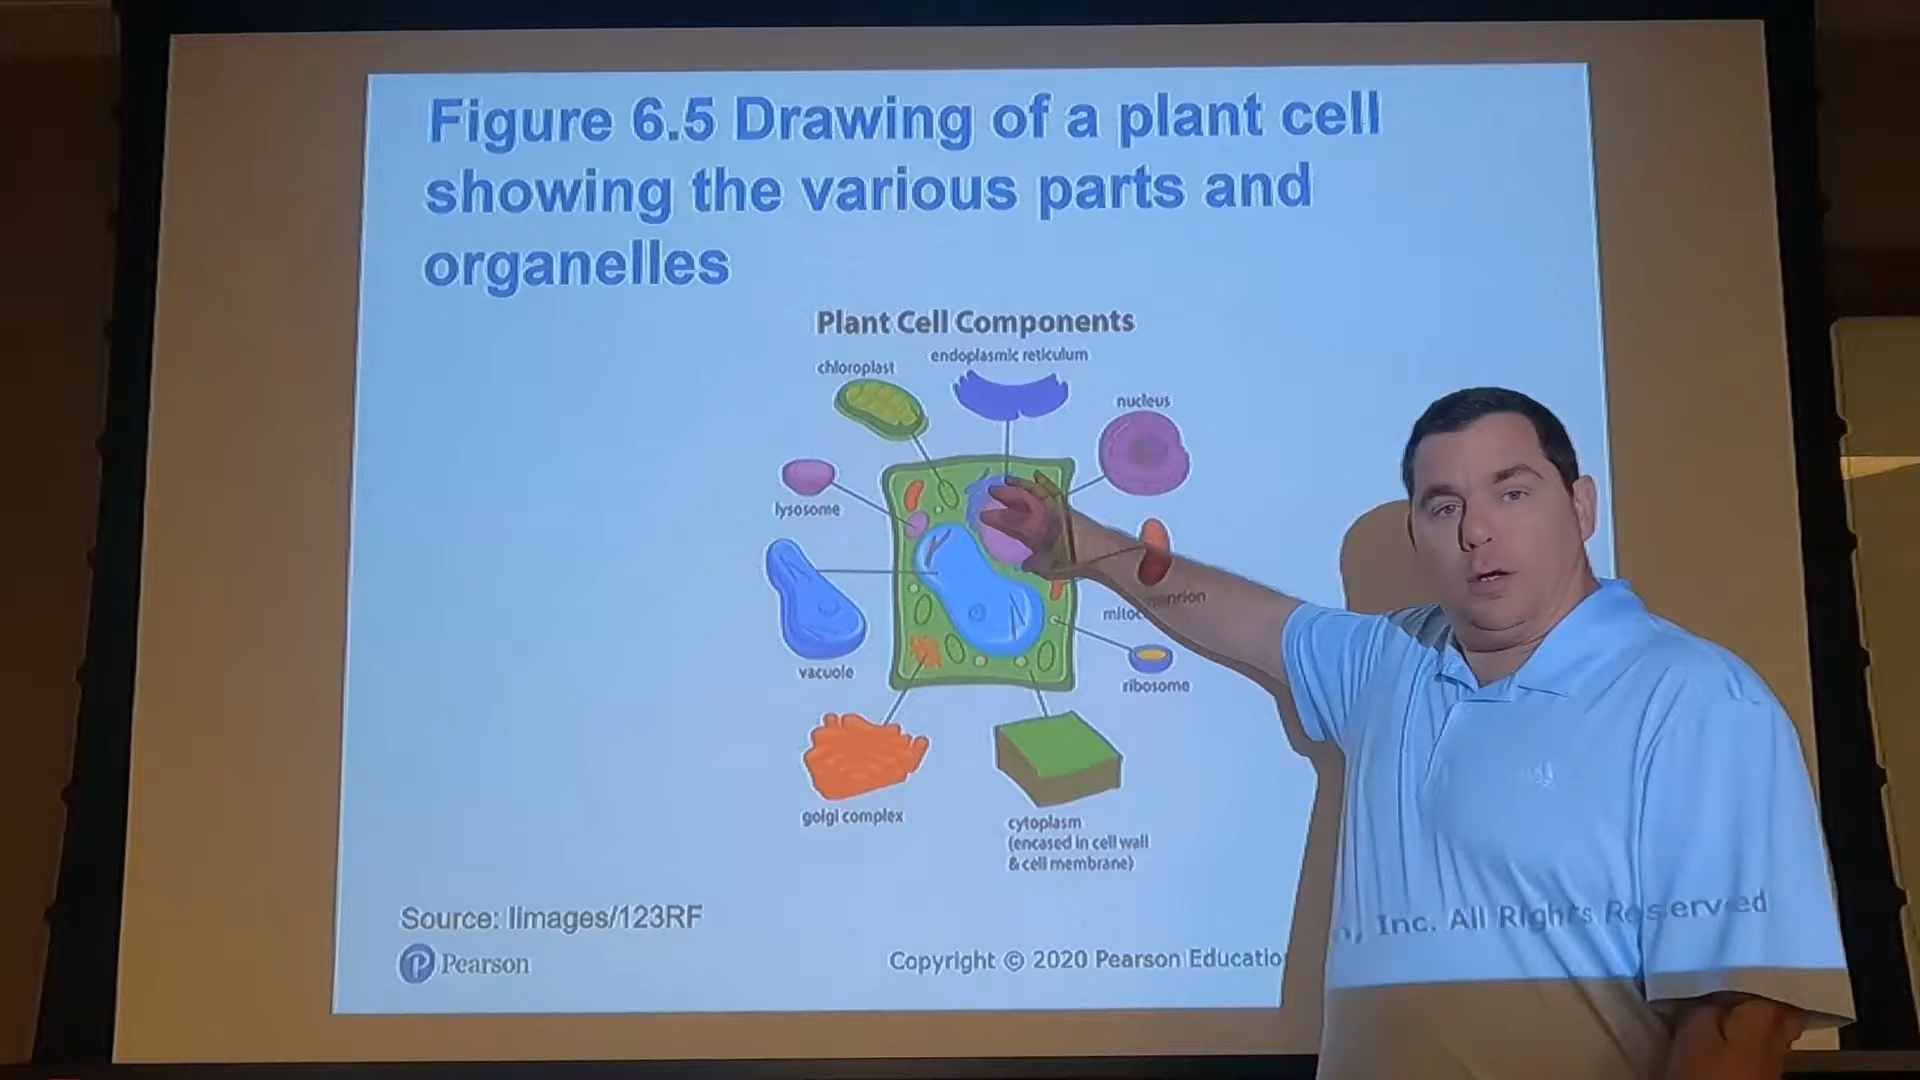 Figure 6.5 Drawing of a plant cell
showing the various parts and
organelles
Plant Cell Components
chloroplast
endoplasmic reticulum
nucleus
lysosome
vacuole
ribosome
golgi complex
cytoplasm
(encased in cell wall
& cell membrane)
Source: Iimages/123RF
Pearson
Copyright © 2020 Pearson Education, Inc. All Rights Reserved